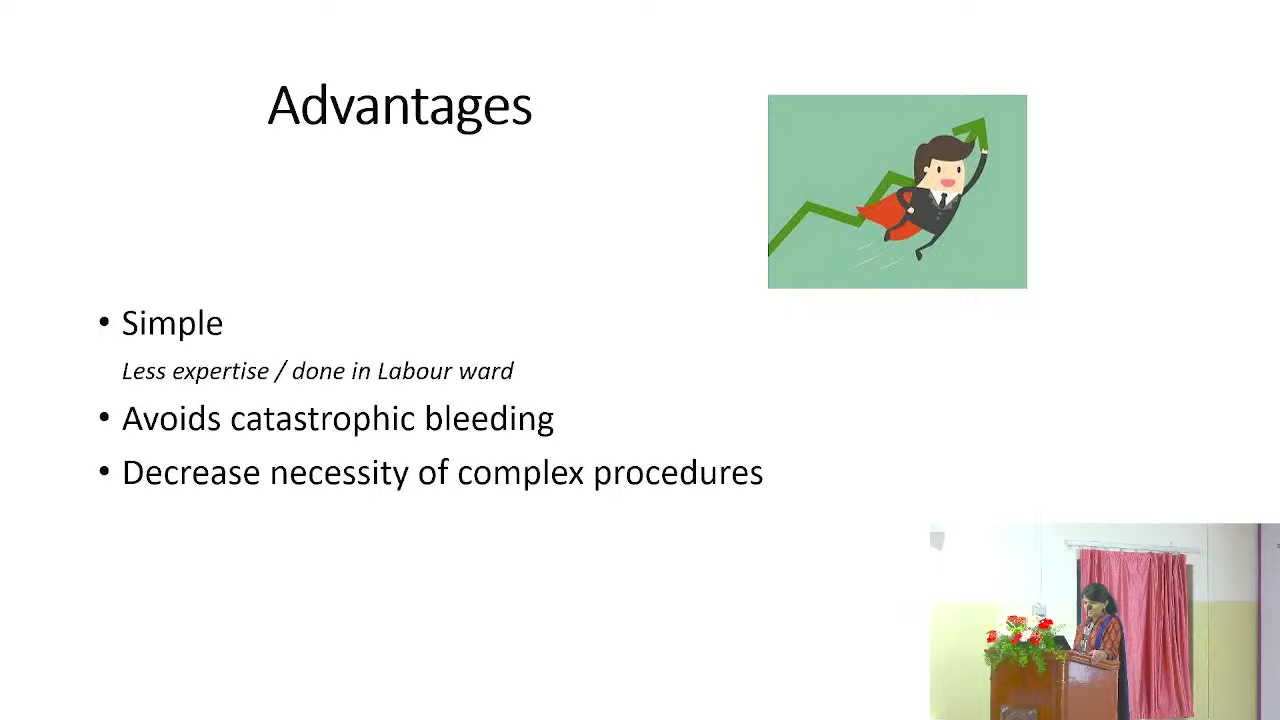 Advantages
• Simple
Less expertise / done in Labour ward
• Avoids catastrophic bleeding
• Decrease necessity of complex procedures